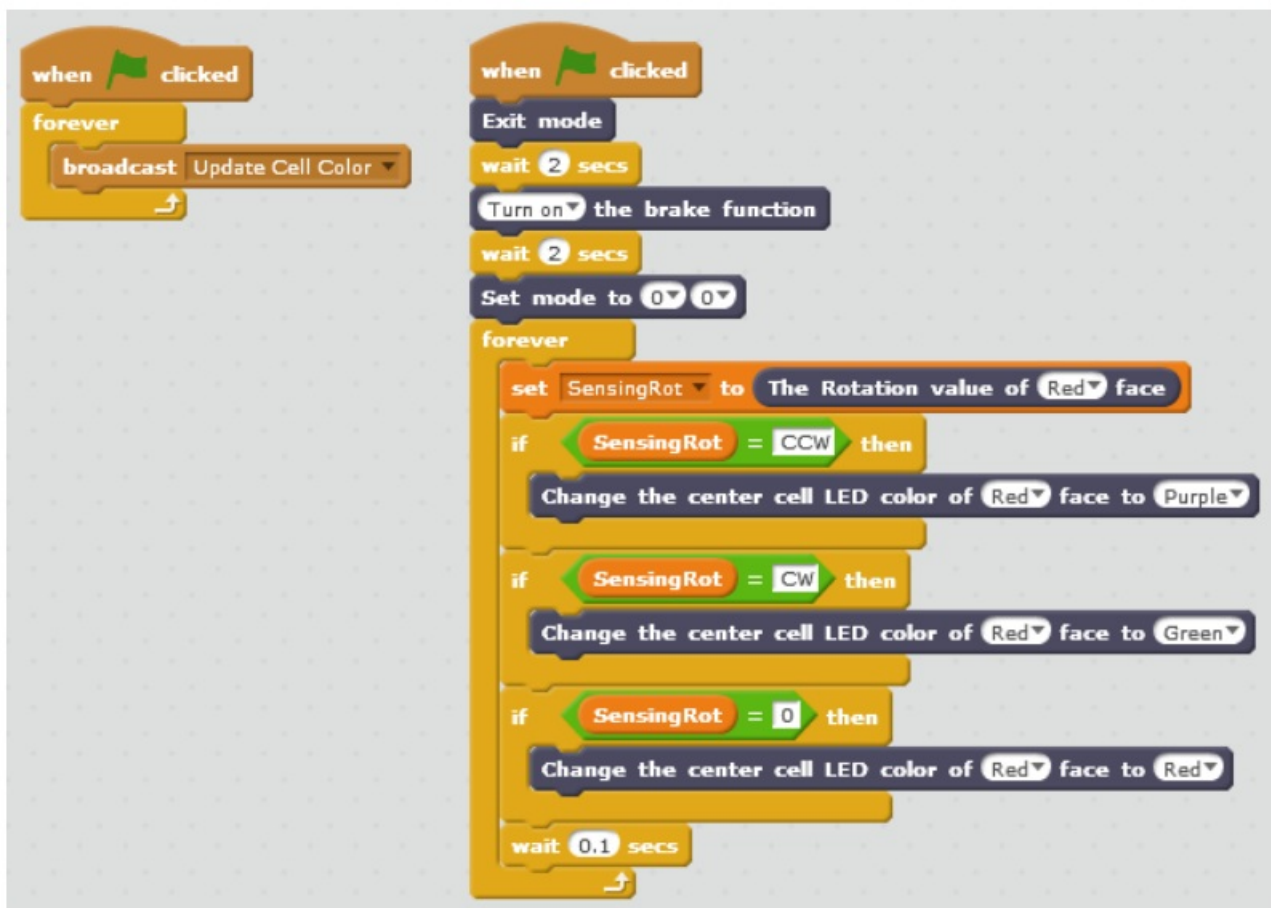 when clicked
forever
broadcast Update Cell Color
when clicked
Exit mode
wait 2 secs
Turn on the brake function
wait 2 secs
Set mode to 0 0
forever
set SensingRot to The Rotation value of Red face
if SensingRot = CCW then
Change the center cell LED color of Red face to Purple
if SensingRot = CW then
Change the center cell LED color of Red face to Green
if SensingRot = 0 then
Change the center cell LED color of Red face to Red
wait 0.1 secs